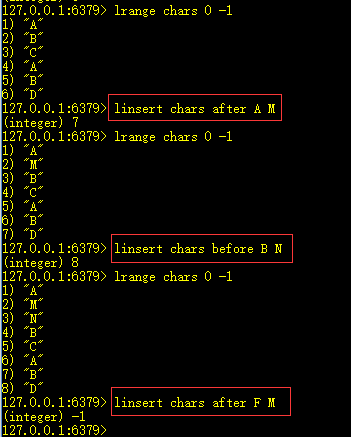 127.0.0.1:6379> lrange chars 0 -1
1) "A"
2) "B"
3) "C"
4) "A"
5) "B"
6) "D"
127.0.0.1:6379> linsert chars after A M
(integer) 7
127.0.0.1:6379> lrange chars 0 -1
1) "A"
2) "M"
3) "B"
4) "C"
5) "A"
6) "B"
7) "D"
127.0.0.1:6379> linsert chars before B N
(integer) 8
127.0.0.1:6379> lrange chars 0 -1
1) "A"
2) "M"
3) "N"
4) "B"
5) "C"
6) "A"
7) "B"
8) "D"
127.0.0.1:6379> linsert chars after F M
(integer) -1
127.0.0.1:6379>